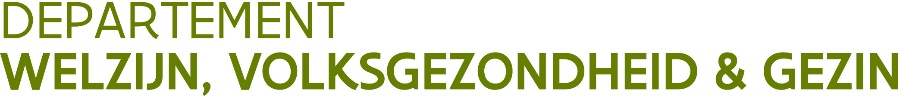 DEPARTEMENT
WELZIJN, VOLKSGEZONDHEID & GEZIN